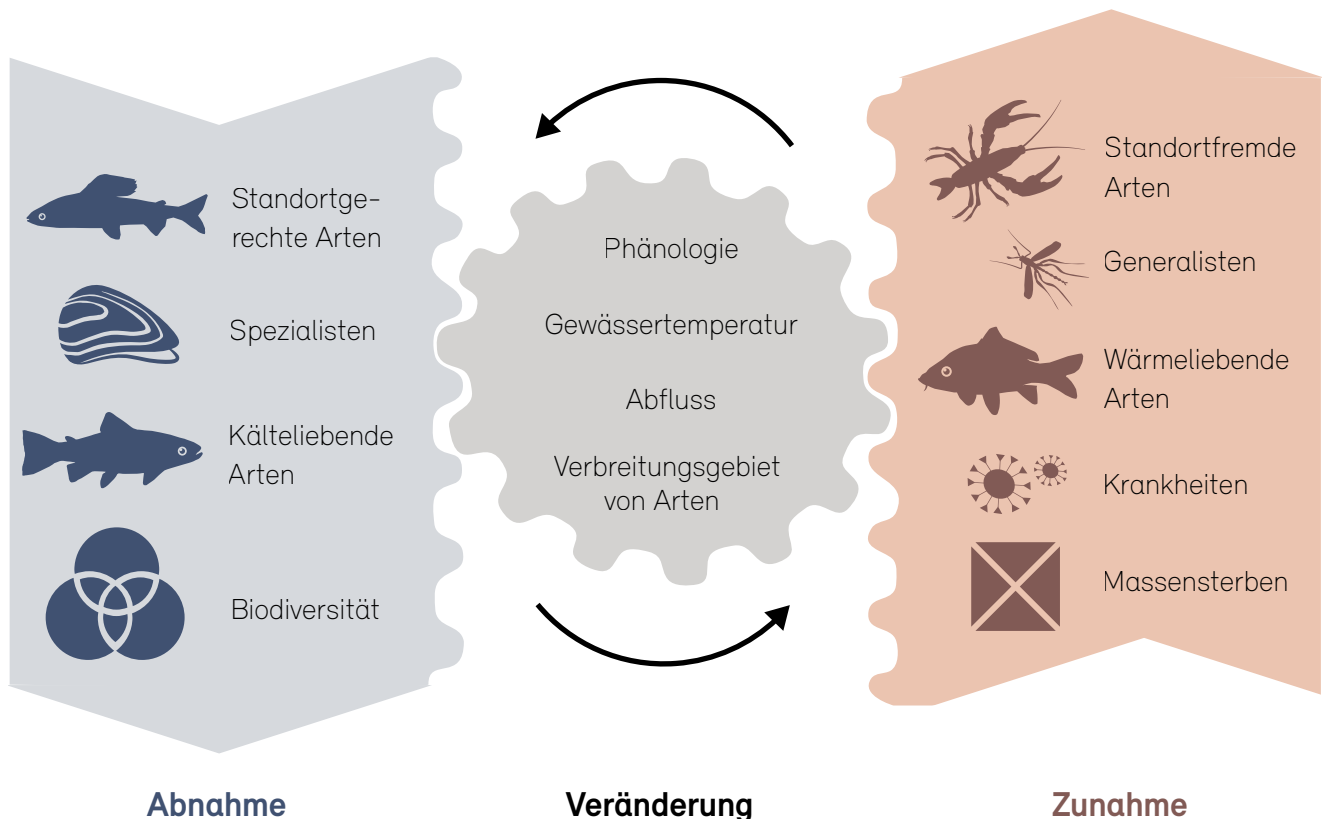 Standortge-
rechte Arten
Spezialisten
Kälteliebende
Arten
Biodiversität
Abnahme
Phänologie
Gewässertemperatur
Abfluss
Verbreitungsgebiet
von Arten
Veränderung
Standortfremde
Arten
Generalisten
Wärmeliebende
Arten
Krankheiten
Massensterben
Zunahme